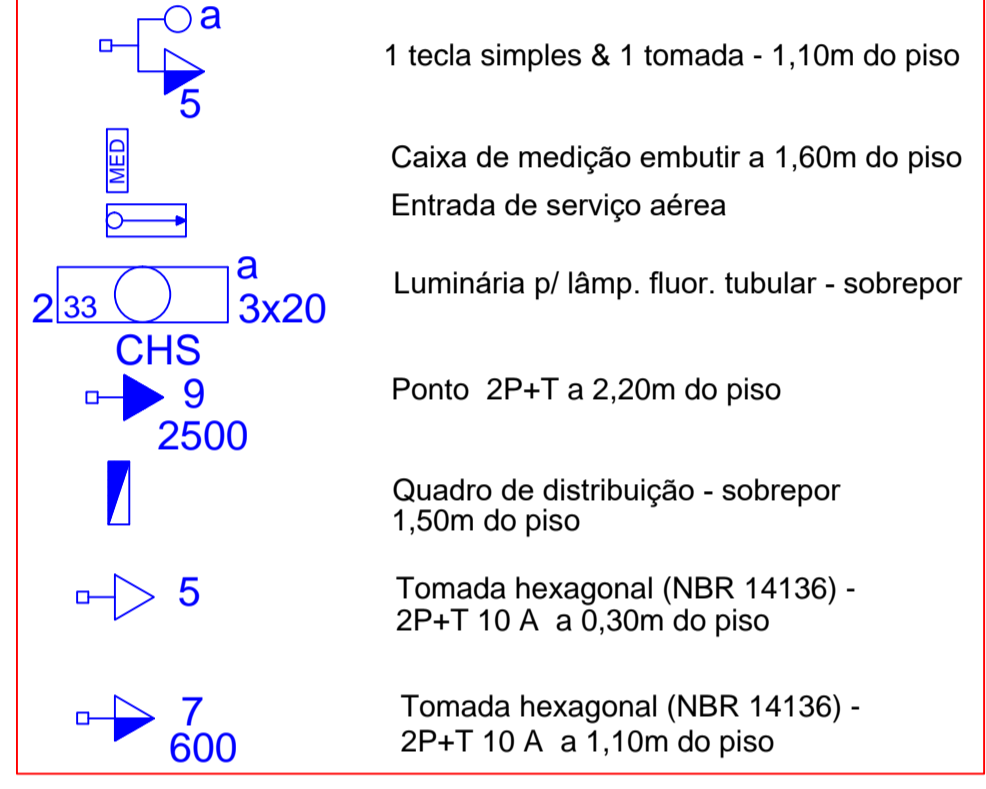 a
1 tecla simples & 1 tomada - 1,10m do piso
5
MED
Caixa de medição embutir a 1,60m do piso
Entrada de serviço aérea
a
2 33 3x20
Luminária p/ lâmp. fluor. tubular - sobrepor
CHS
9
2500
Ponto 2P+T a 2,20m do piso
Quadro de distribuição - sobrepor
1,50m do piso
5
Tomada hexagonal (NBR 14136) -
2P+T 10 A a 0,30m do piso
7
600
Tomada hexagonal (NBR 14136) -
2P+T 10 A a 1,10m do piso